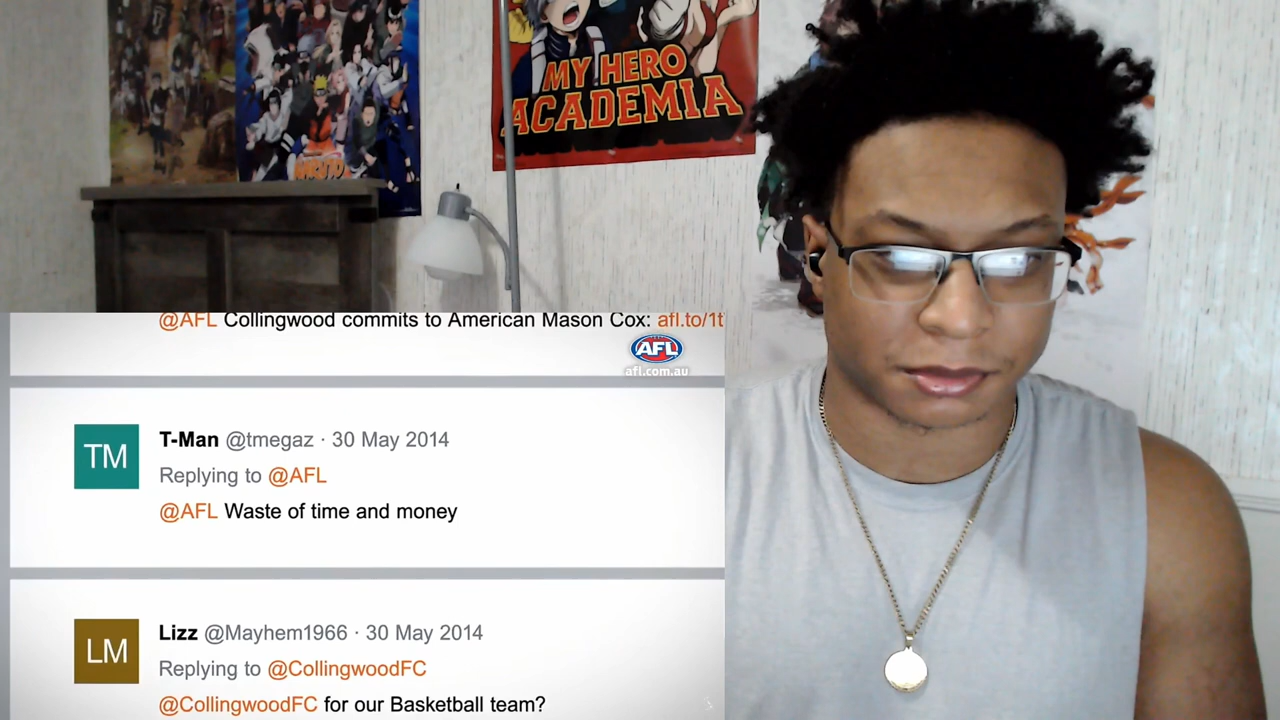 MY HERO
ACADEMIA
NARUTO
@AFL Collingwood commits to American Mason Cox: afl.to/1t
AFL
afl.com.au
TM
T-Man @tmegaz · 30 May 2014
Replying to @AFL
@AFL Waste of time and money
LM
Lizz @Mayhem1966 · 30 May 2014
Replying to @CollingwoodFC
@CollingwoodFC for our Basketball team?